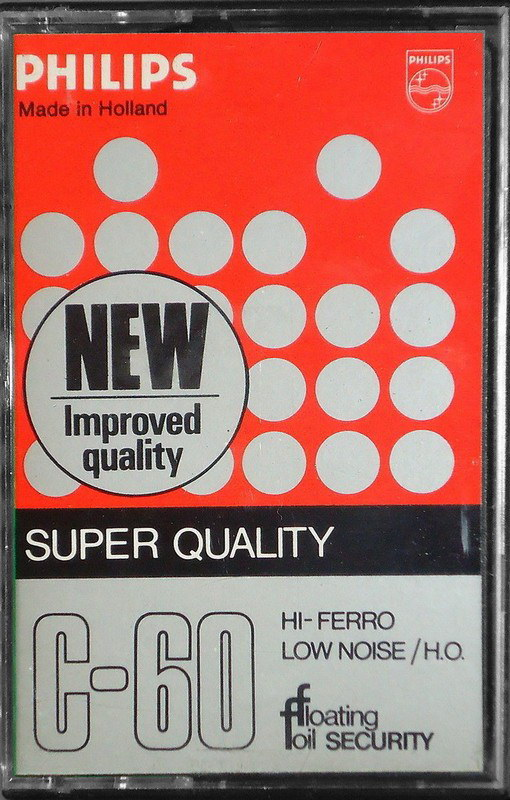 PHILIPS
Made in Holland
PHILIPS
NEW
Improved
quality
SUPER QUALITY
C-60
HI-FERRO
LOW NOISE/H.O.
floating
foil SECURITY